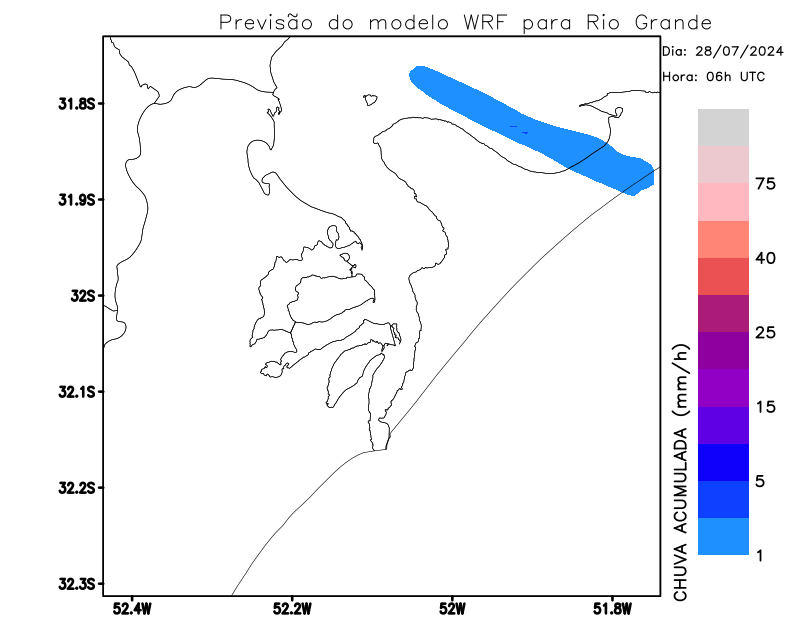 Previsão do modelo WRF para Rio Grande
Dia: 28/07/2024
Hora: 06h UTC
31.8S
31.9S
32S
32.1S
32.2S
32.3S
52.4W
52.2W
52W
51.8W
75
40
25
15
5
1
CHUVA ACUMULADA (mm/h)